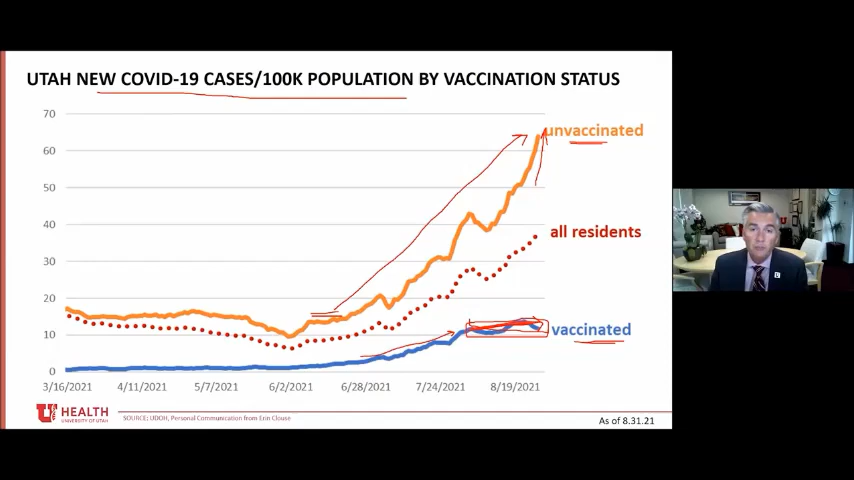 UTAH NEW COVID-19 CASES/100K POPULATION BY VACCINATION STATUS
70
60
50
40
30
20
10
0
unvaccinated
all residents
vaccinated
3/16/2021 4/11/2021 5/7/2021 6/2/2021 6/28/2021 7/24/2021 8/19/2021
U HEALTH
UNIVERSITY OF UTAH
SOURCE; UDOH, Personal Communication from Erin Clouse
As of 8.31.21